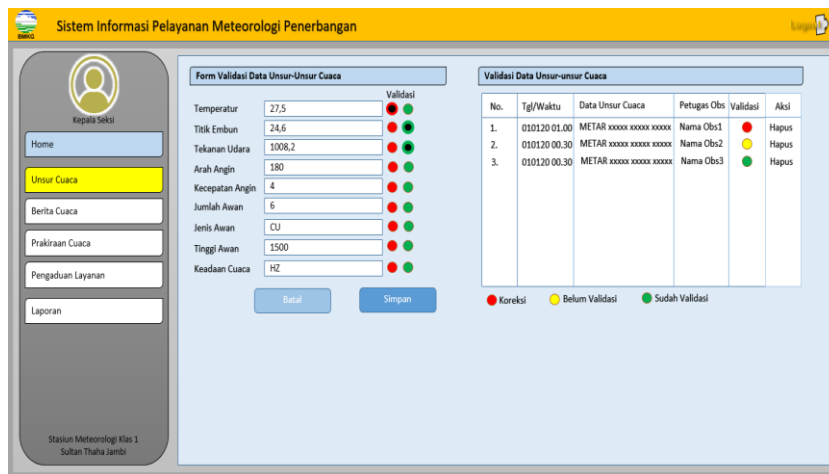 Sistem Informasi Pelayanan Meteorologi Penerbangan
Logout
BMKG
Kepala Seksi
Home
Unsur Cuaca
Berita Cuaca
Prakiraan Cuaca
Pengaduan Layanan
Laporan
Stasiun Meteorologi Klas 1
Sultan Thaha Jambi
Form Validasi Data Unsur-Unsur Cuaca
Validasi
Temperatur 27,5
Titik Embun 24,6
Tekanan Udara 1008,2
Arah Angin 180
Kecepatan Angin 4
Jumlah Awan 6
Jenis Awan CU
Tinggi Awan 1500
Keadaan Cuaca HZ
Batal Simpan
Validasi Data Unsur-unsur Cuaca
No. Tgl/Waktu Data Unsur Cuaca Petugas Obs Validasi Aksi
1. 010120 01.00 METAR xxxxx xxxxx xxxxx Nama Obs1 Hapus
2. 010120 00.30 METAR xxxxx xxxxx xxxxx Nama Obs2 Hapus
3. 010120 00.30 METAR xxxxx xxxxx xxxxx Nama Obs3 Hapus
Koreksi Belum Validasi Sudah Validasi